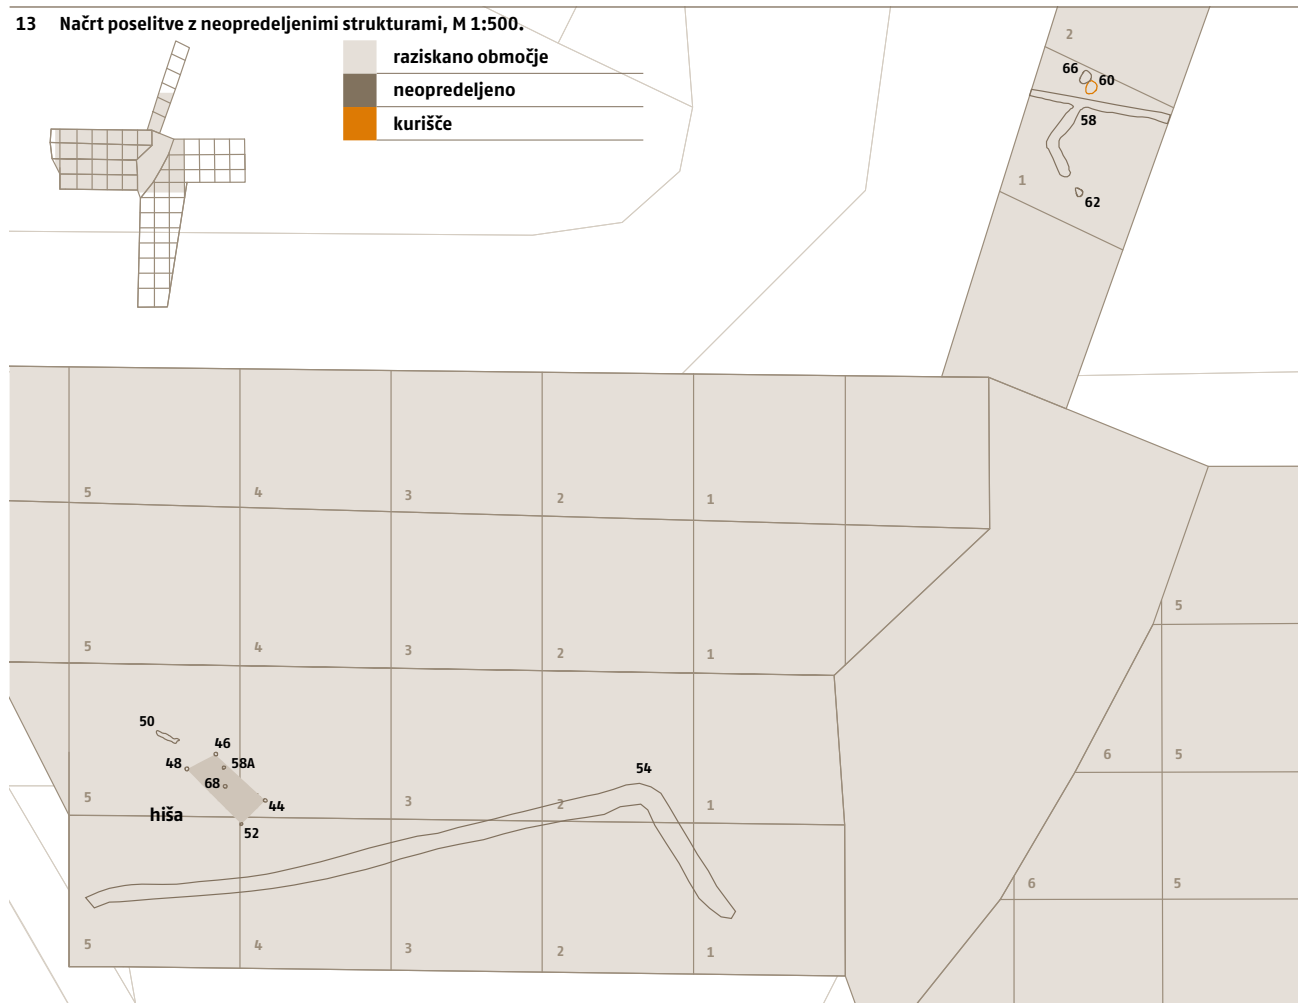 13 Načrt poselitve z neopredeljenimi strukturami, M 1:500.
raziskano območje
neopredeljeno
kurišče
2
66
60
58
1
62
5 4 3 2 1
5
5 4 3 2 1
50
46
48
58A
68
44
hiša
52
54
5 3 2 1
6 5
6 5
5 4 3 2 1